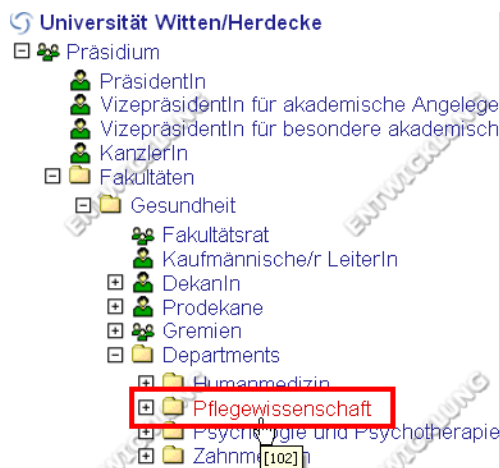 Universität Witten/Herdecke
Präsidium
PräsidentIn
VizepräsidentIn für akademische Angelege
VizepräsidentIn für besondere akademisch
KanzlerIn
Fakultäten
Gesundheit
Fakultätsrat
Kaufmännische/r LeiterIn
DekanIn
Prodekane
Gremien
Departments
Humanmedizin
Pflegewissenschaft
Psychologie und Psychotherapie
Zahnmedizin
[102]
ENTWICKLUNG
ENTWICKLUNG
ENTWICKLUNG